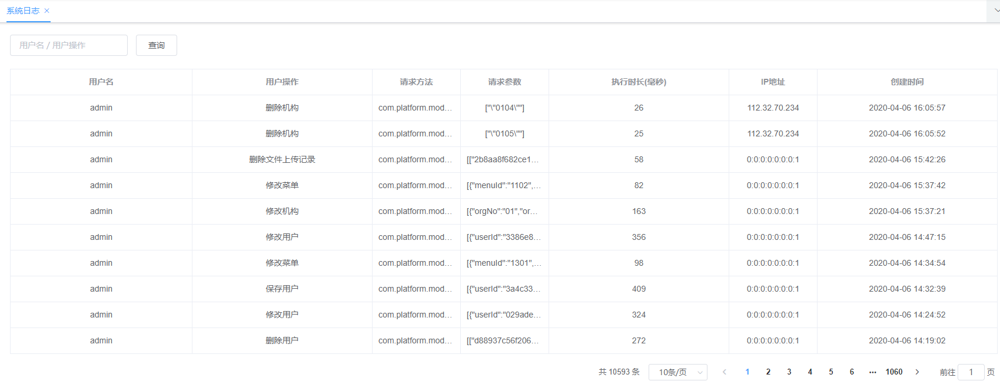 系统日志 ×
用户名 / 用户操作 查询
用户名 用户操作 请求方法 请求参数 执行时长(毫秒) IP地址 创建时间
admin 删除机构 com.platform.mod... ["\"0104\""] 26 112.32.70.234 2020-04-06 16:05:57
admin 删除机构 com.platform.mod... ["\"0105\""] 25 112.32.70.234 2020-04-06 16:05:52
admin 删除文件上传记录 com.platform.mod... [["2b8aa8f682ce1... 58 0:0:0:0:0:0:0:1 2020-04-06 15:42:26
admin 修改菜单 com.platform.mod... [{"menuId":"1102",... 82 0:0:0:0:0:0:0:1 2020-04-06 15:37:42
admin 修改机构 com.platform.mod... [{"orgNo":"01","or... 163 0:0:0:0:0:0:0:1 2020-04-06 15:37:21
admin 修改用户 com.platform.mod... [{"userId":"3386e8... 356 0:0:0:0:0:0:0:1 2020-04-06 14:47:15
admin 修改菜单 com.platform.mod... [{"menuId":"1301",... 98 0:0:0:0:0:0:0:1 2020-04-06 14:34:54
admin 保存用户 com.platform.mod... [{"userId":"3a4c33... 409 0:0:0:0:0:0:0:1 2020-04-06 14:32:39
admin 修改用户 com.platform.mod... [{"userId":"029ade... 324 0:0:0:0:0:0:0:1 2020-04-06 14:24:52
admin 删除用户 com.platform.mod... [["d88937c56f206... 272 0:0:0:0:0:0:0:1 2020-04-06 14:19:02
共 10593 条 10条/页 < 1 2 3 4 5 6 ... 1060 > 前往 1 页